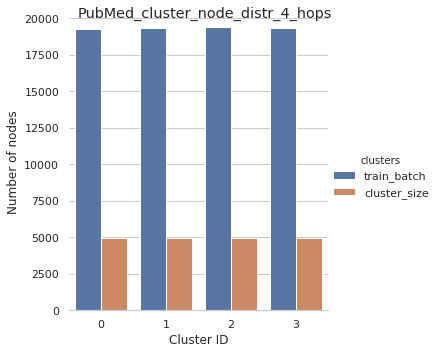 PubMed_cluster_node_distr_4_hops
20000
17500
15000
12500
10000
7500
5000
2500
0
Number of nodes
0 1 2 3
Cluster ID
clusters
train_batch
cluster_size